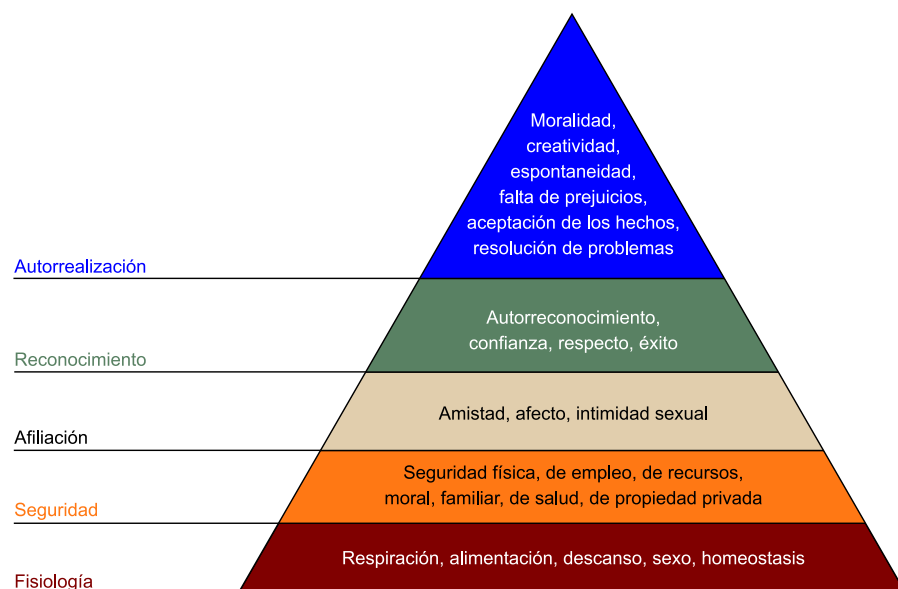 Moralidad,
creatividad,
espontaneidad,
falta de prejuicios,
aceptación de los hechos,
resolución de problemas
Autorrealización
Autorreconocimiento,
confianza, respecto, éxito
Reconocimiento
Amistad, afecto, intimidad sexual
Afiliación
Seguridad física, de empleo, de recursos,
moral, familiar, de salud, de propiedad privada
Seguridad
Respiración, alimentación, descanso, sexo, homeostasis
Fisiología